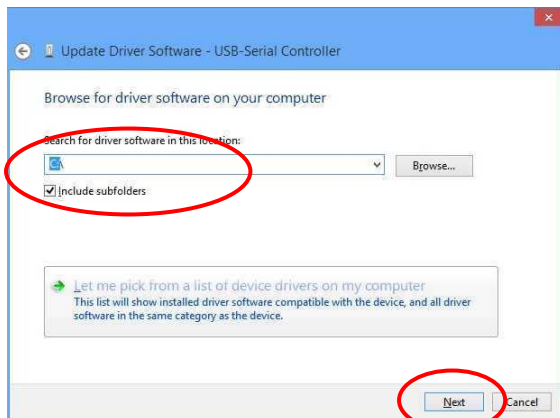 Update Driver Software - USB-Serial Controller
Browse for driver software on your computer
Search for driver software in this location:
C:\
Browse...
Include subfolders
Let me pick from a list of device drivers on my computer
This list will show installed driver software compatible with the device, and all driver
software in the same category as the device.
Next
Cancel